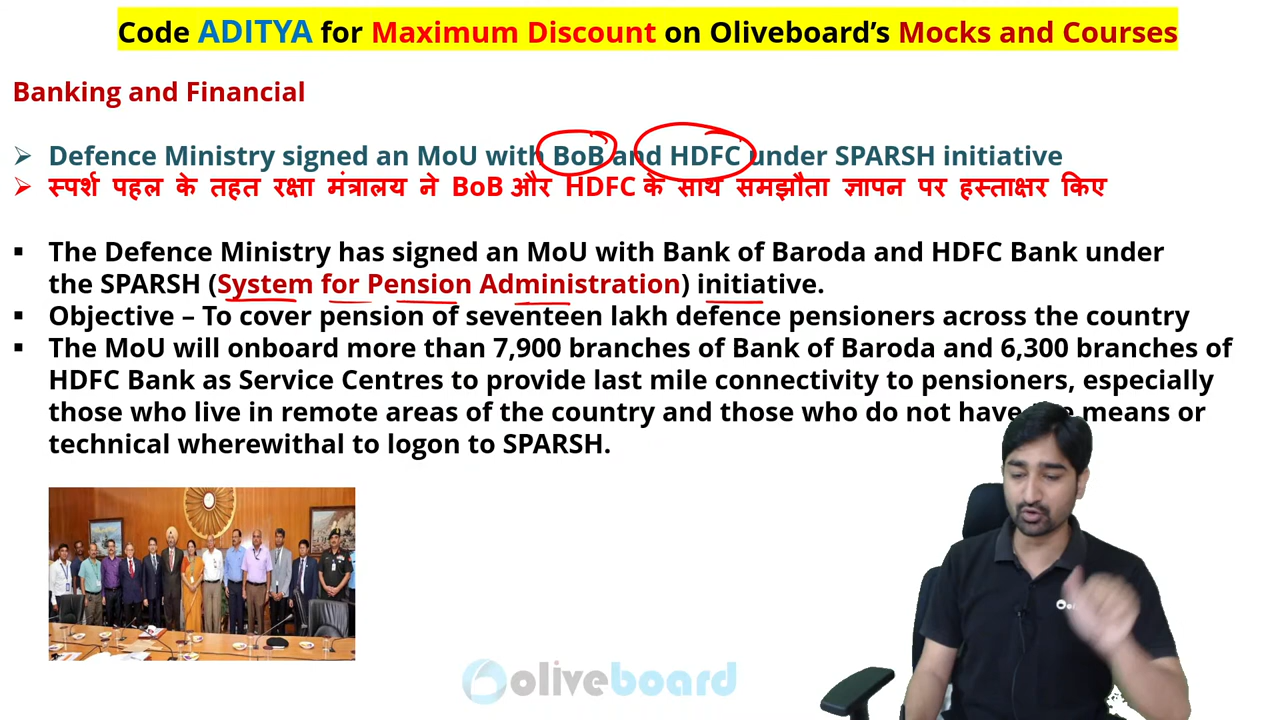 Code ADITYA for Maximum Discount on Oliveboard’s Mocks and Courses
Banking and Financial
➢ Defence Ministry signed an MoU with BoB and HDFC under SPARSH initiative
➢ स्पर्श पहल के तहत रक्षा मंत्रालय ने BoB और HDFC के साथ समझौता ज्ञापन पर हस्ताक्षर किए
▪ The Defence Ministry has signed an MoU with Bank of Baroda and HDFC Bank under
the SPARSH (System for Pension Administration) initiative.
▪ Objective – To cover pension of seventeen lakh defence pensioners across the country
▪ The MoU will onboard more than 7,900 branches of Bank of Baroda and 6,300 branches of
HDFC Bank as Service Centres to provide last mile connectivity to pensioners, especially
those who live in remote areas of the country and those who do not have the means or
technical wherewithal to logon to SPARSH.
oliveboard